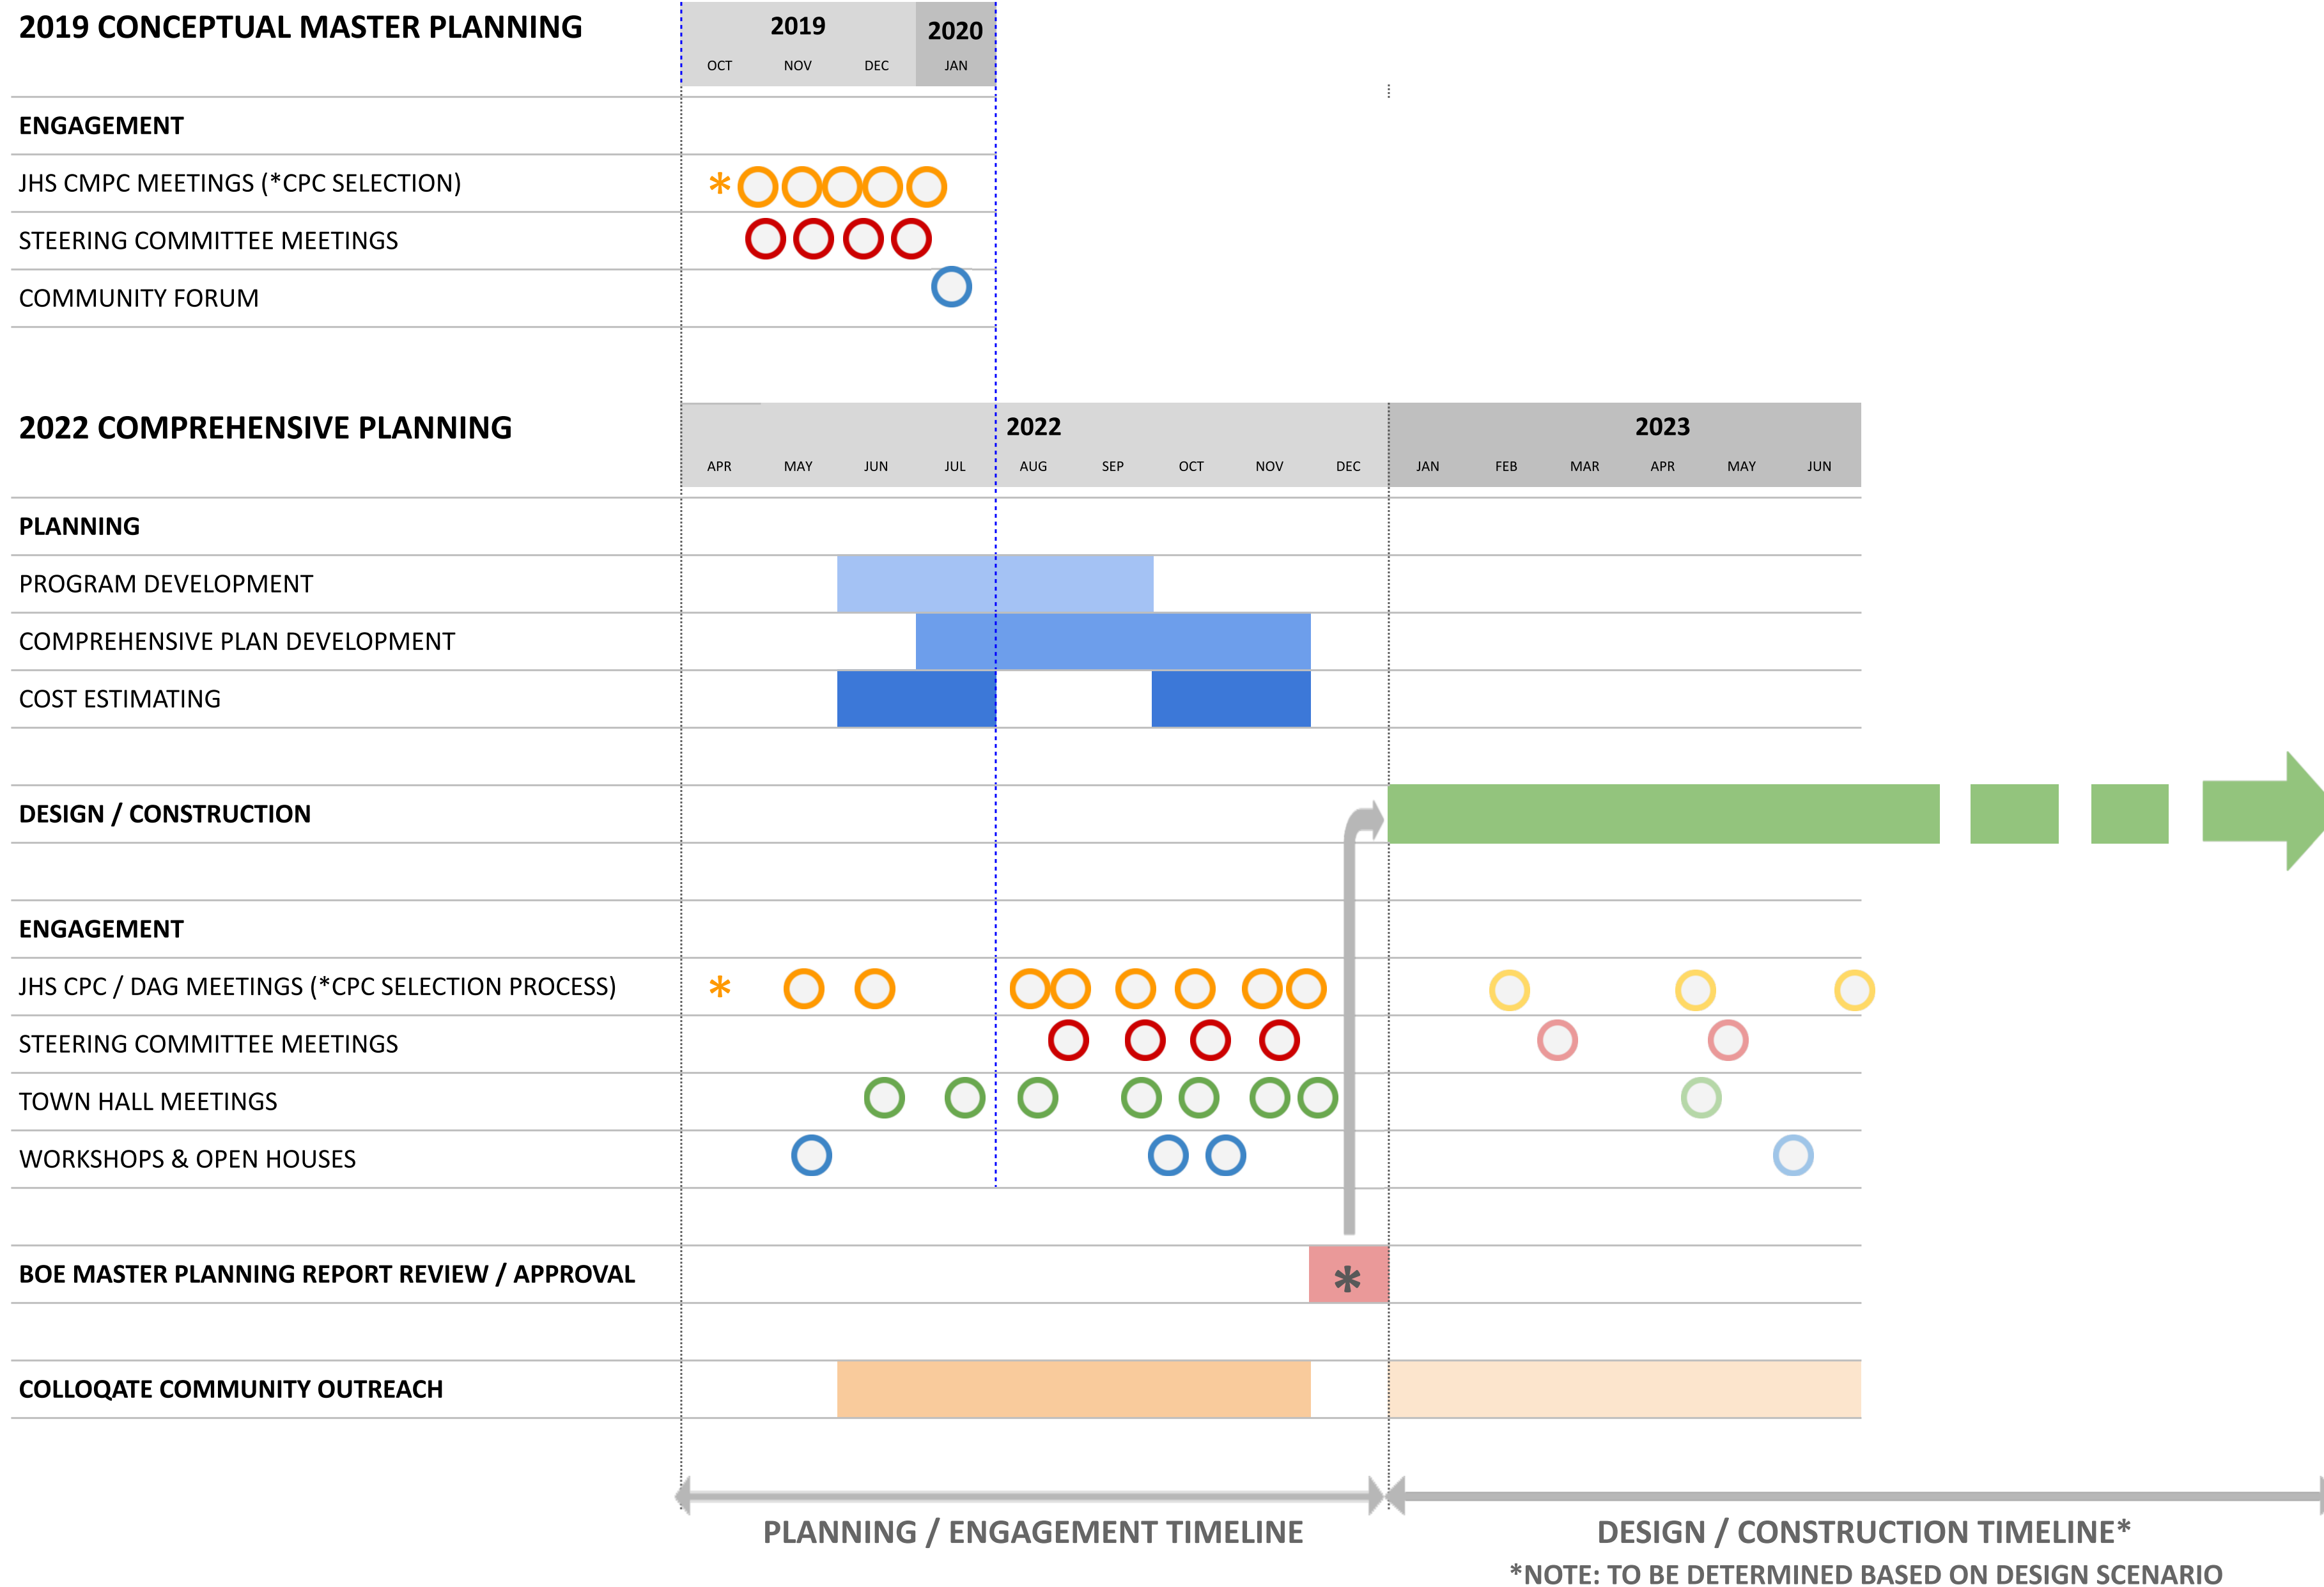 2019 CONCEPTUAL MASTER PLANNING
2019
2020
OCT NOV DEC JAN
ENGAGEMENT
JHS CMPC MEETINGS (*CPC SELECTION)
*
STEERING COMMITTEE MEETINGS
COMMUNITY FORUM
2022 COMPREHENSIVE PLANNING
2022
2023
APR MAY JUN JUL AUG SEP OCT NOV DEC JAN FEB MAR APR MAY JUN
PLANNING
PROGRAM DEVELOPMENT
COMPREHENSIVE PLAN DEVELOPMENT
COST ESTIMATING
DESIGN / CONSTRUCTION
ENGAGEMENT
JHS CPC / DAG MEETINGS (*CPC SELECTION PROCESS)
*
STEERING COMMITTEE MEETINGS
TOWN HALL MEETINGS
WORKSHOPS & OPEN HOUSES
BOE MASTER PLANNING REPORT REVIEW / APPROVAL
*
COLLOQATE COMMUNITY OUTREACH
PLANNING / ENGAGEMENT TIMELINE
DESIGN / CONSTRUCTION TIMELINE*
*NOTE: TO BE DETERMINED BASED ON DESIGN SCENARIO